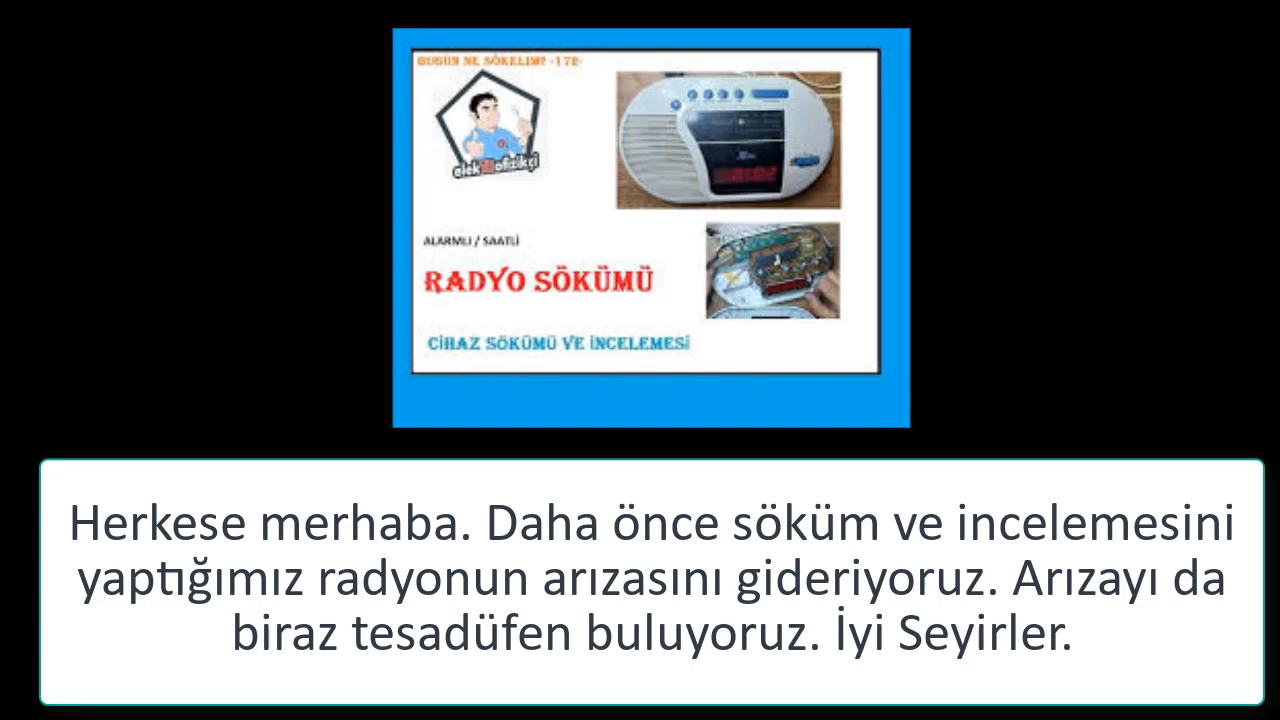 BUGÜN NE SÖKELİM? -172-
elektrofizikçi
ALARMLI / SAATLİ
RADYO SÖKÜMÜ
CİHAZ SÖKÜMÜ VE İNCELEMESİ
Herkese merhaba. Daha önce söküm ve incelemesini
yaptığımız radyonun arızasını gideriyoruz. Arızayı da
biraz tesadüfen buluyoruz. İyi Seyirler.